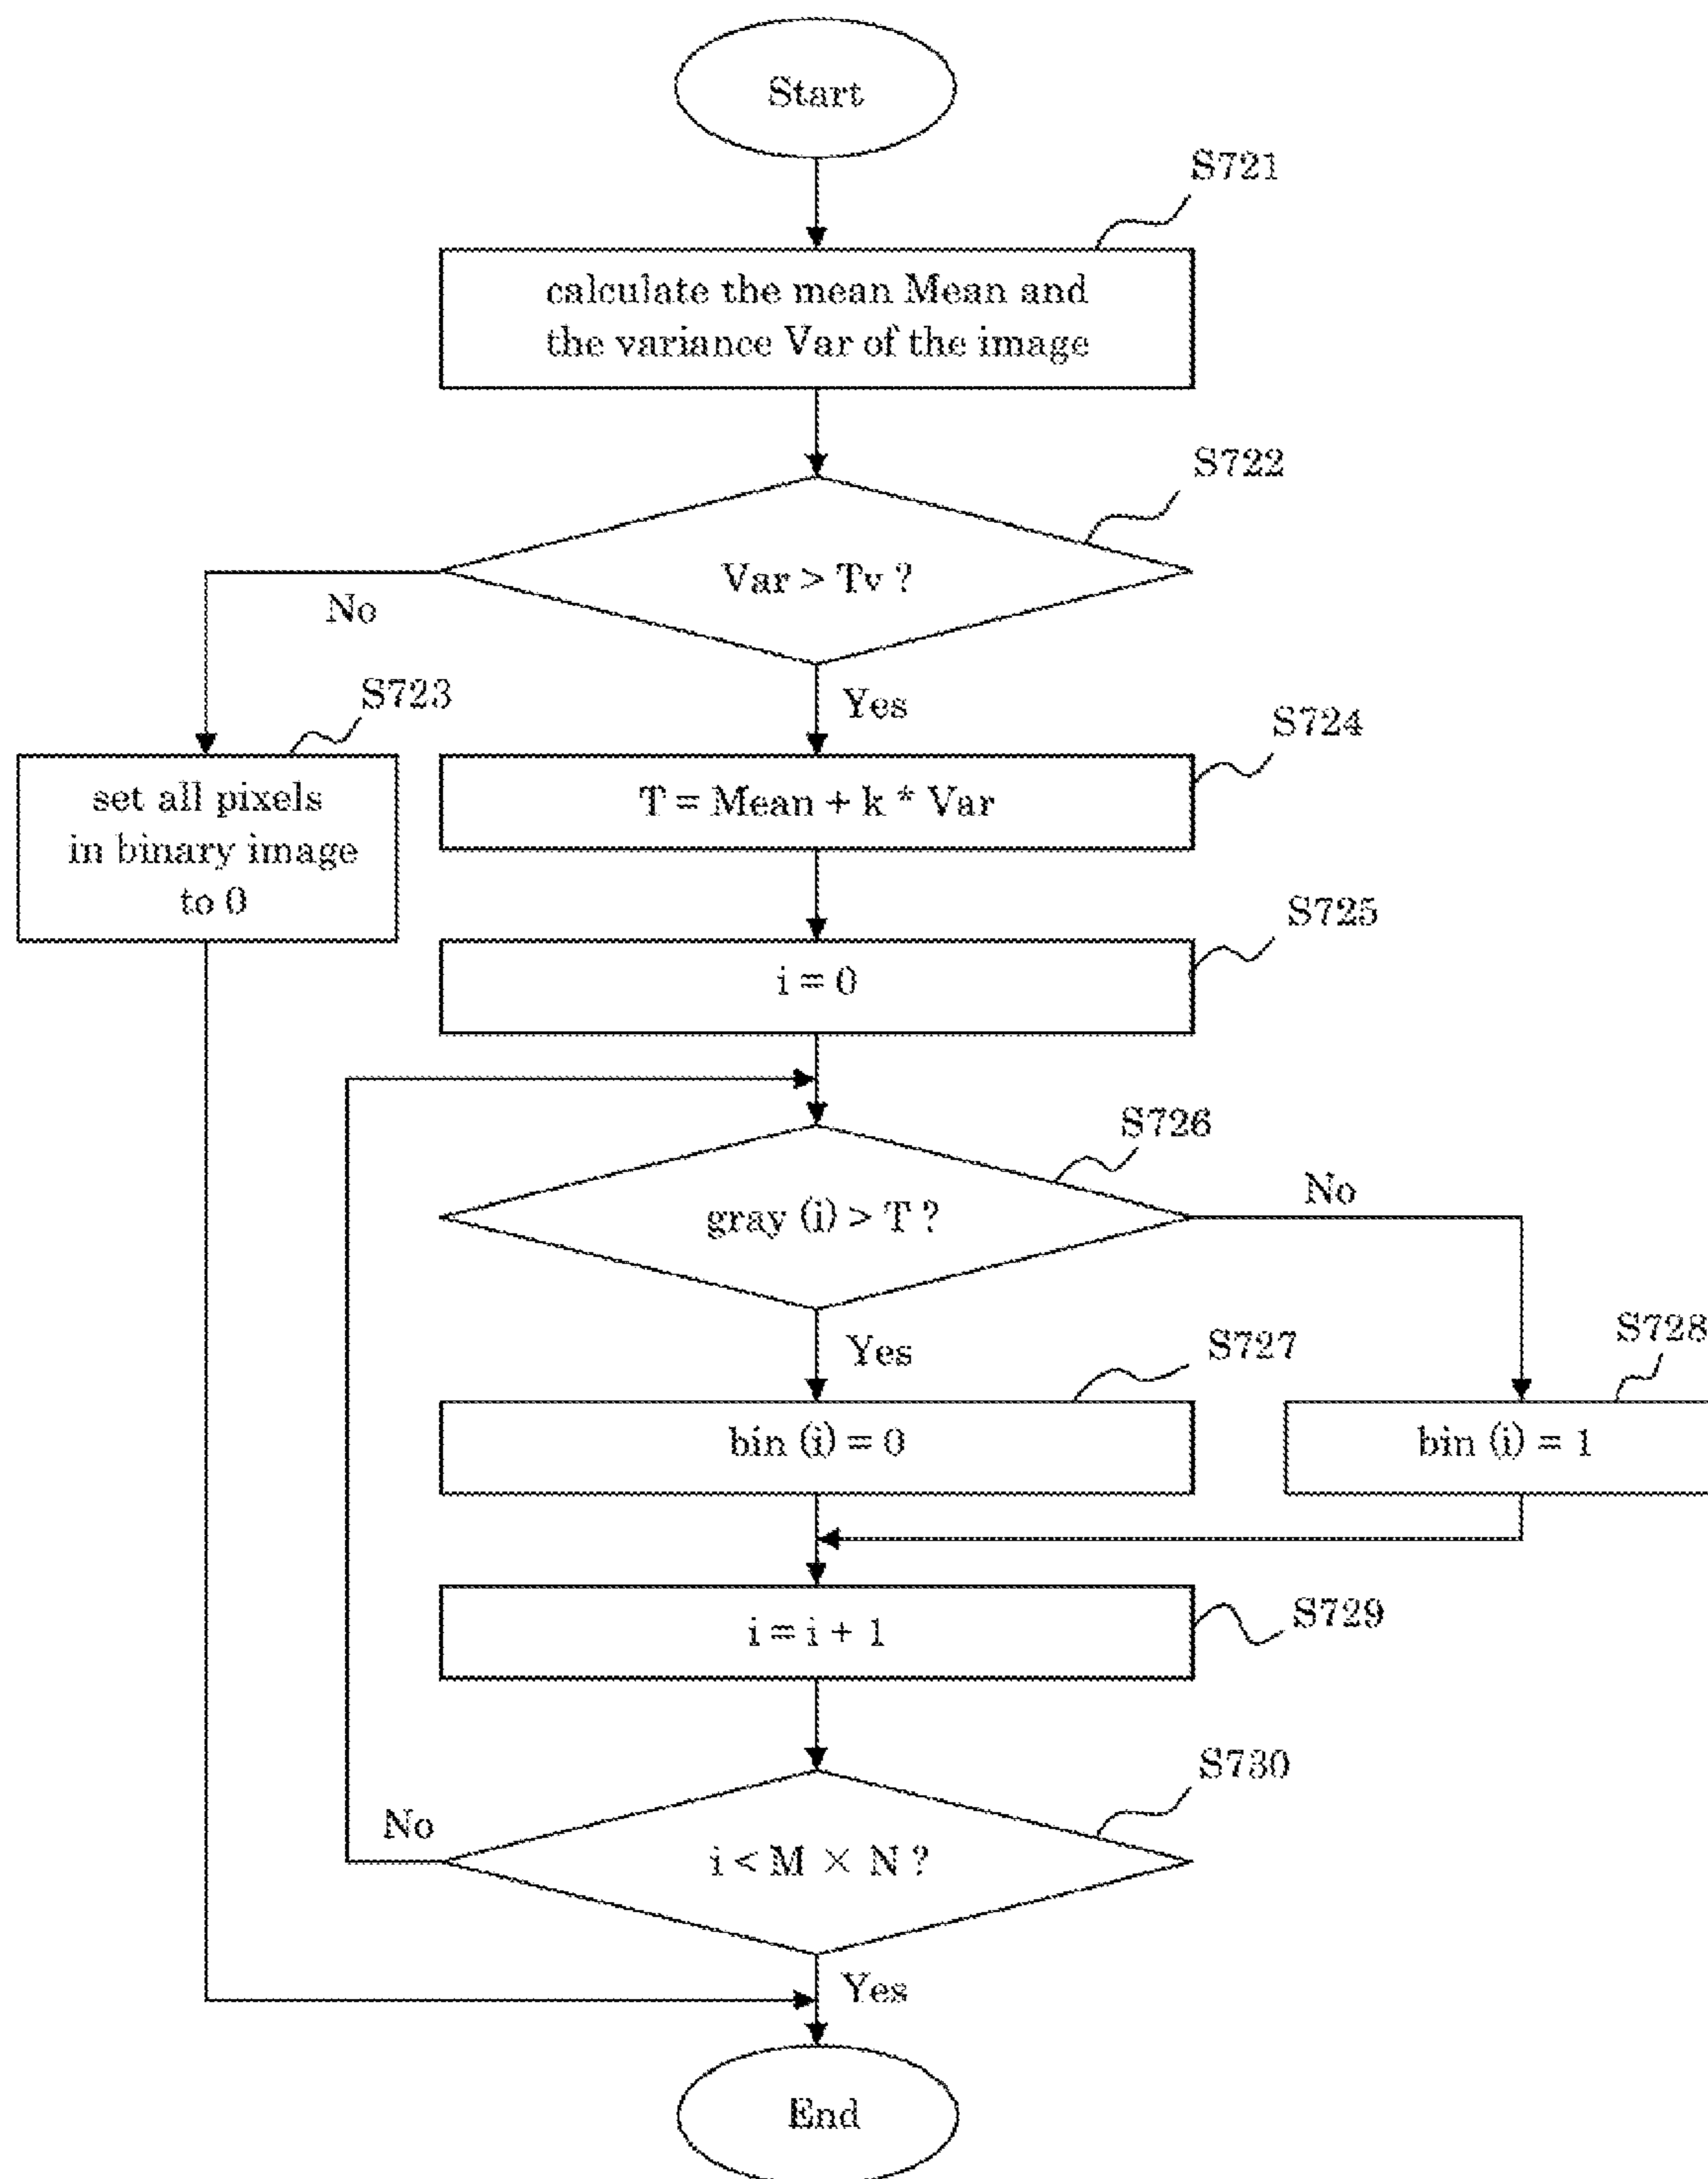 Start
S721
calculate the mean Mean and
the variance Var of the image
S722
Var > Tv ?
No
Yes
S723
set all pixels
in binary image
to 0
S724
T = Mean + k * Var
S725
i = 0
S726
gray (i) > T ?
No
Yes
S727
bin (i) = 0
S728
bin (i) = 1
S729
i = i + 1
S730
i < M × N ?
No
Yes
End